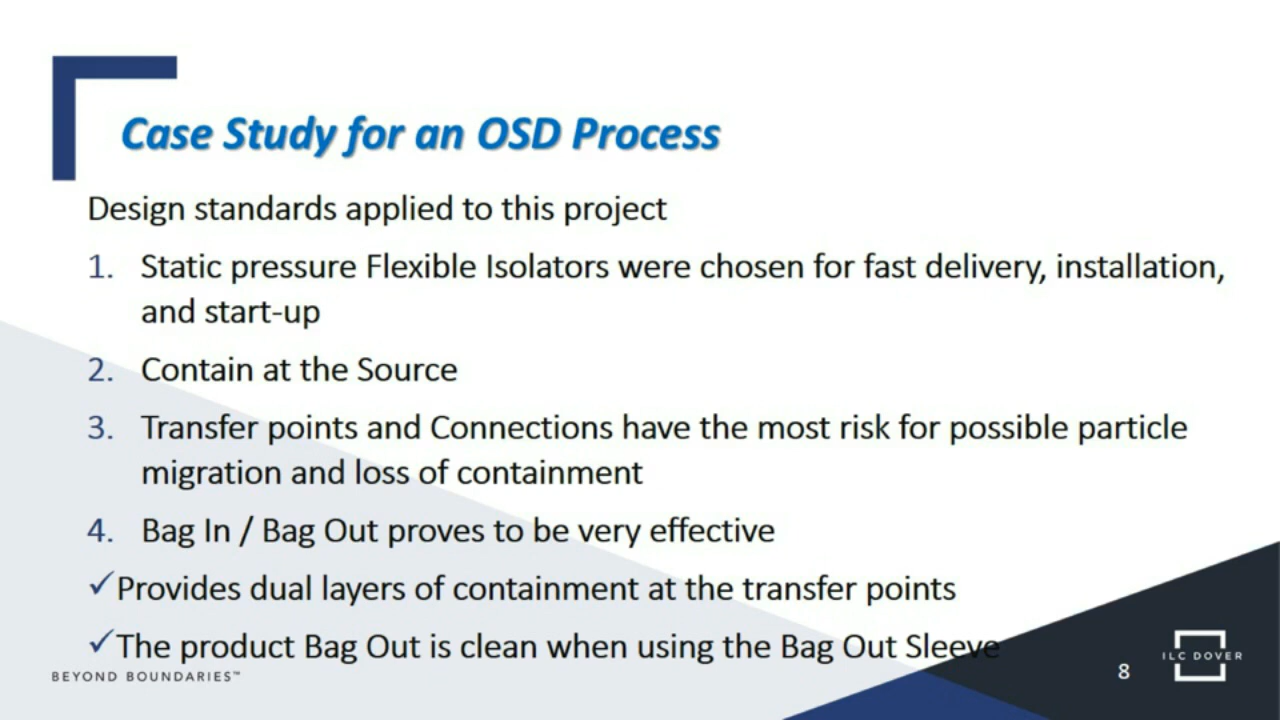 Case Study for an OSD Process
Design standards applied to this project
1. Static pressure Flexible Isolators were chosen for fast delivery, installation,
and start-up
2. Contain at the Source
3. Transfer points and Connections have the most risk for possible particle
migration and loss of containment
4. Bag In / Bag Out proves to be very effective
✓Provides dual layers of containment at the transfer points
✓The product Bag Out is clean when using the Bag Out Sleeve
BEYOND BOUNDARIES™
8
ILC DOVER